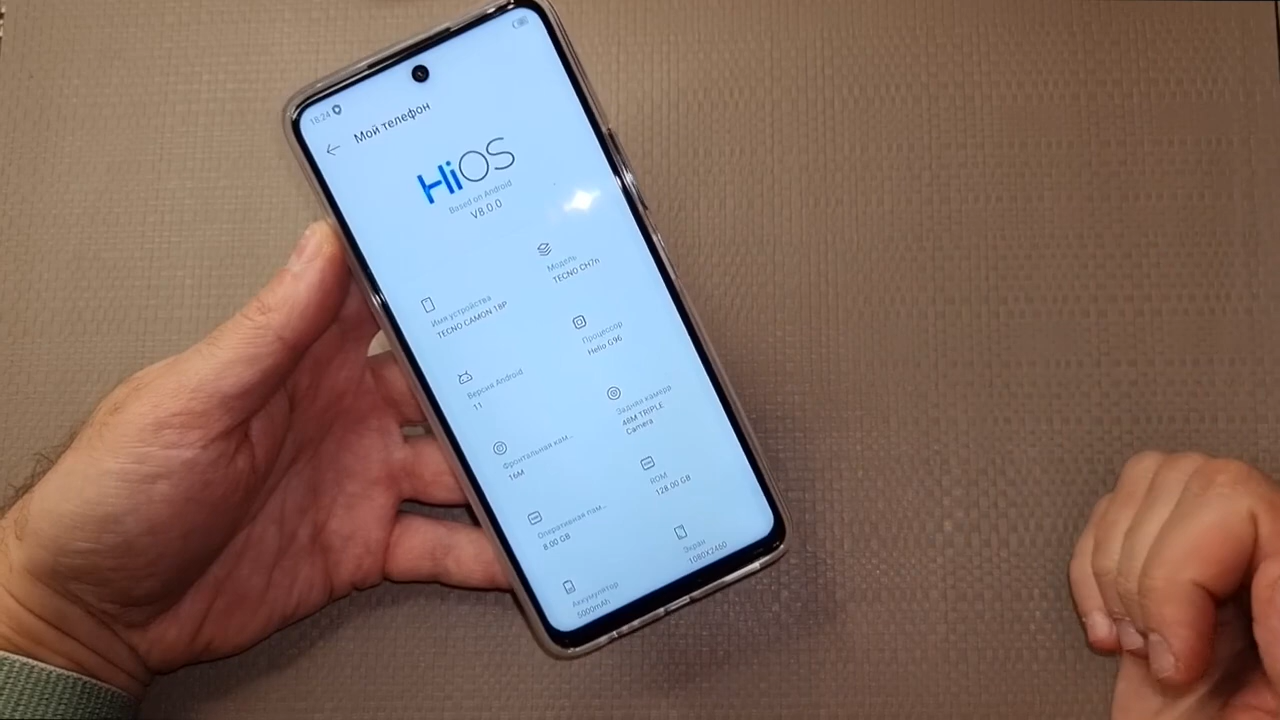 16:24
Мой телефон
HiOS
Based on Android
V8.0.0
Имя устройства
TECNO CAMON 18P
Модель
TECNO CH7n
Версия Android
11
Процессор
Helio G96
Фронтальная кам...
16M
Задняя камера
48M TRIPLE
Camera
Оперативная пам...
8.00 GB
ROM
128.00 GB
Аккумулятор
5000mAh
Экран
1080X2460